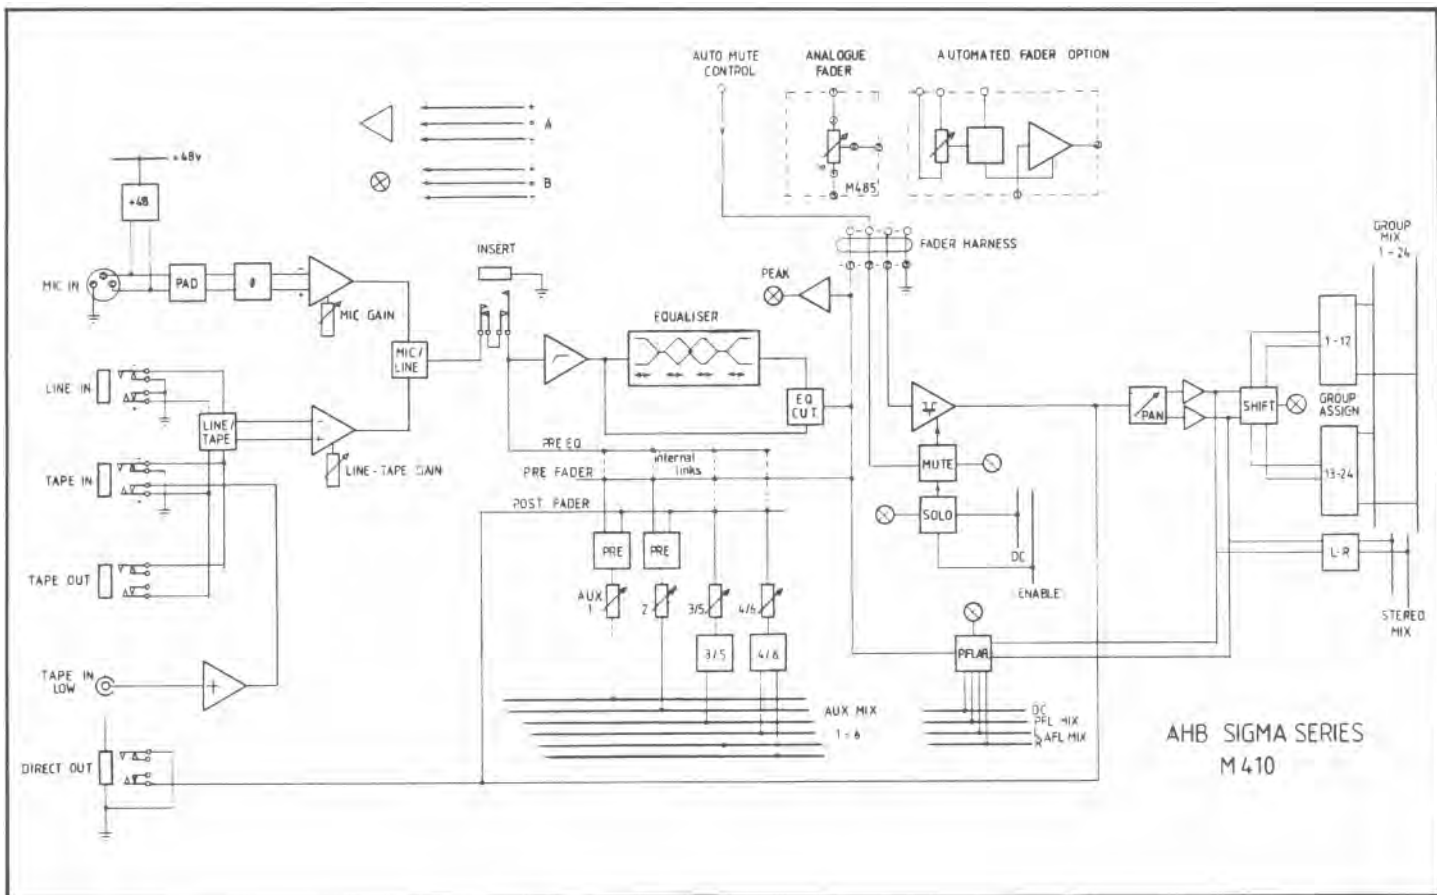 AUTO MUTE
CONTROL
ANALOGUE
FADER
AUTOMATED FADER OPTION
M485
+48v
+48
A
B
MIC IN
PAD
ø
MIC GAIN
INSERT
PEAK
FADER HARNESS
GROUP
MIX
1-24
EQUALISER
MIC/
LINE
LINE IN
LINE/
TAPE
LINE-TAPE GAIN
TAPE IN
EQ
CUT
PRE EQ
internal
links
PRE FADER
POST FADER
MUTE
SOLO
DC
ENABLE
PAN
SHIFT
1-12
GROUP
ASSIGN
13-24
L-R
STEREO
MIX
PRE
PRE
AUX
1
2
3/5
4/6
3/5
4/6
TAPE OUT
TAPE IN
LOW
DIRECT OUT
AUX MIX
1-6
PFLAR
DC
PFL MIX
L
R
AFL MIX
AHB SIGMA SERIES
M410